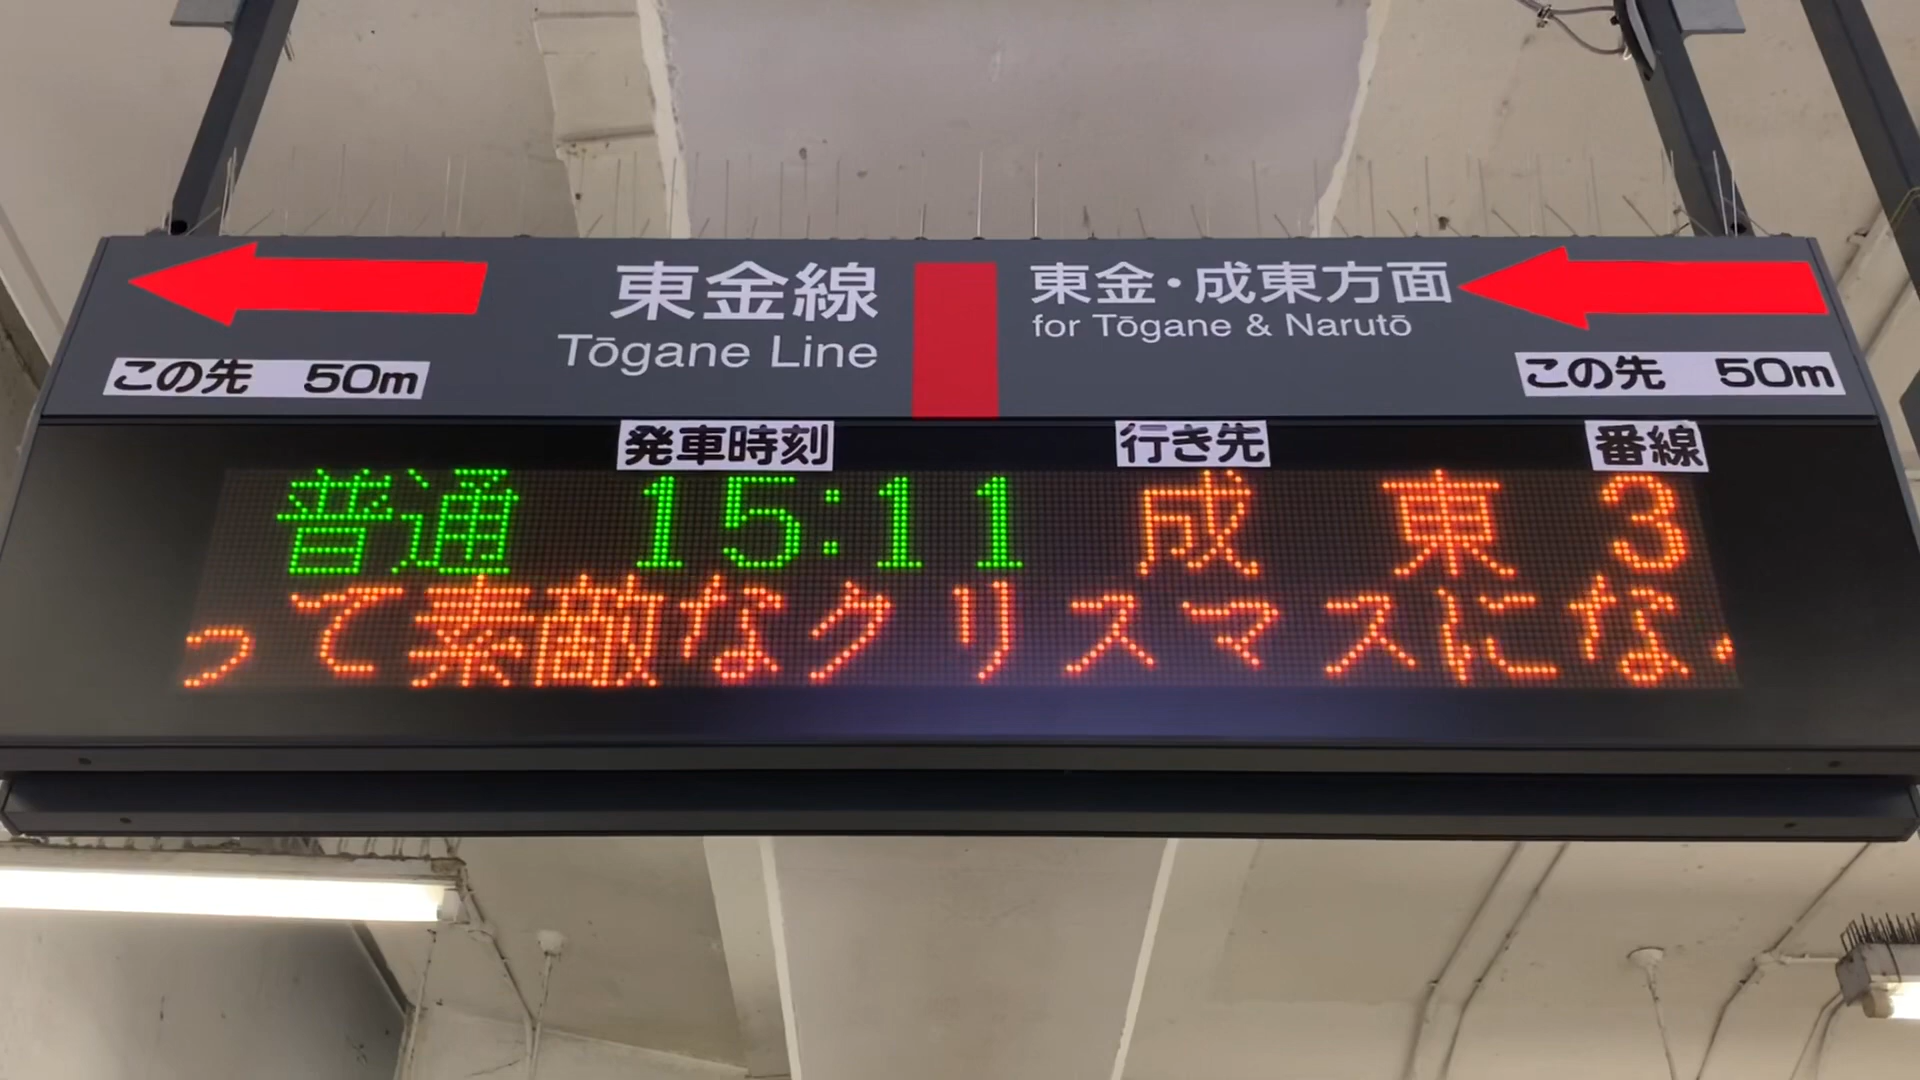 東金線
Tōgane Line
東金・成東方面
for Tōgane & Narutō
この先 50m
この先 50m
発車時刻 行き先 番線
普通 15:11 成東 3
って素敵なクリスマスにな